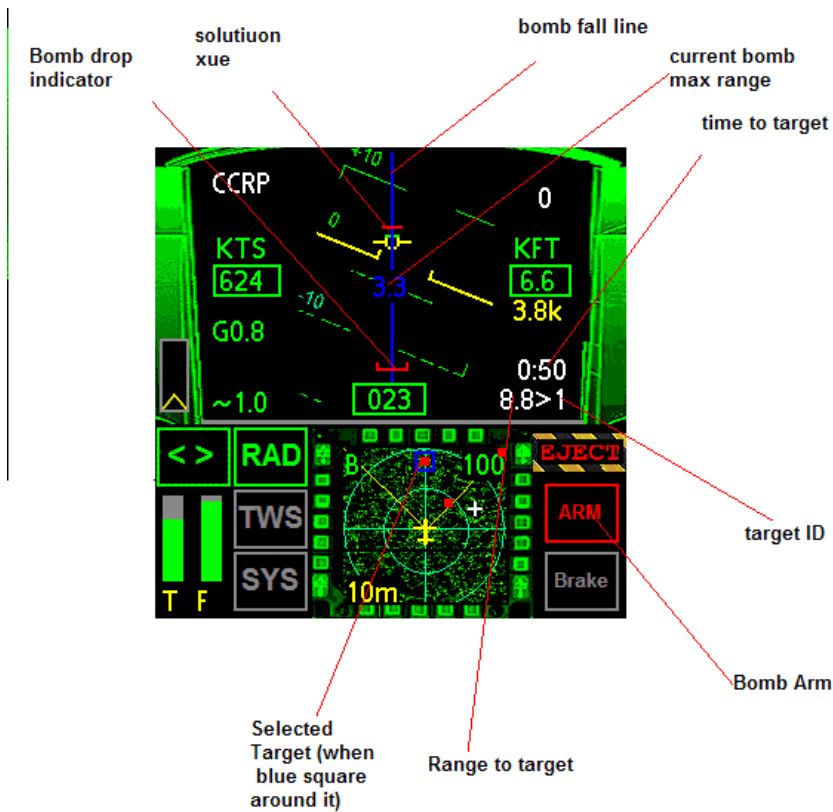 bomb fall line
solutiuon
xue
Bomb drop
indicator
current bomb
max range
time to target
+10
CCRP
0
0
KTS
KFT
624
3.3
6.6
-10
3.8k
G0.8
0:50
~1.0
023
8.8>1
< >
RAD
B
100
EJECT
TWS
ARM
target ID
SYS
Brake
10m
T F
Bomb Arm
Selected
Target (when
blue square
around it)
Range to target